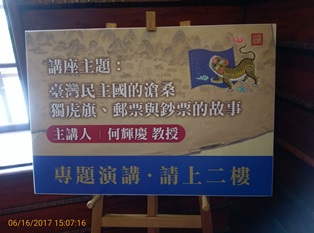 講座主題：
臺灣民主國的滄桑
獨虎旗、郵票與鈔票的故事
主講人｜何輝慶 教授
專題演講·請上二樓
06/16/2017 15:07:16